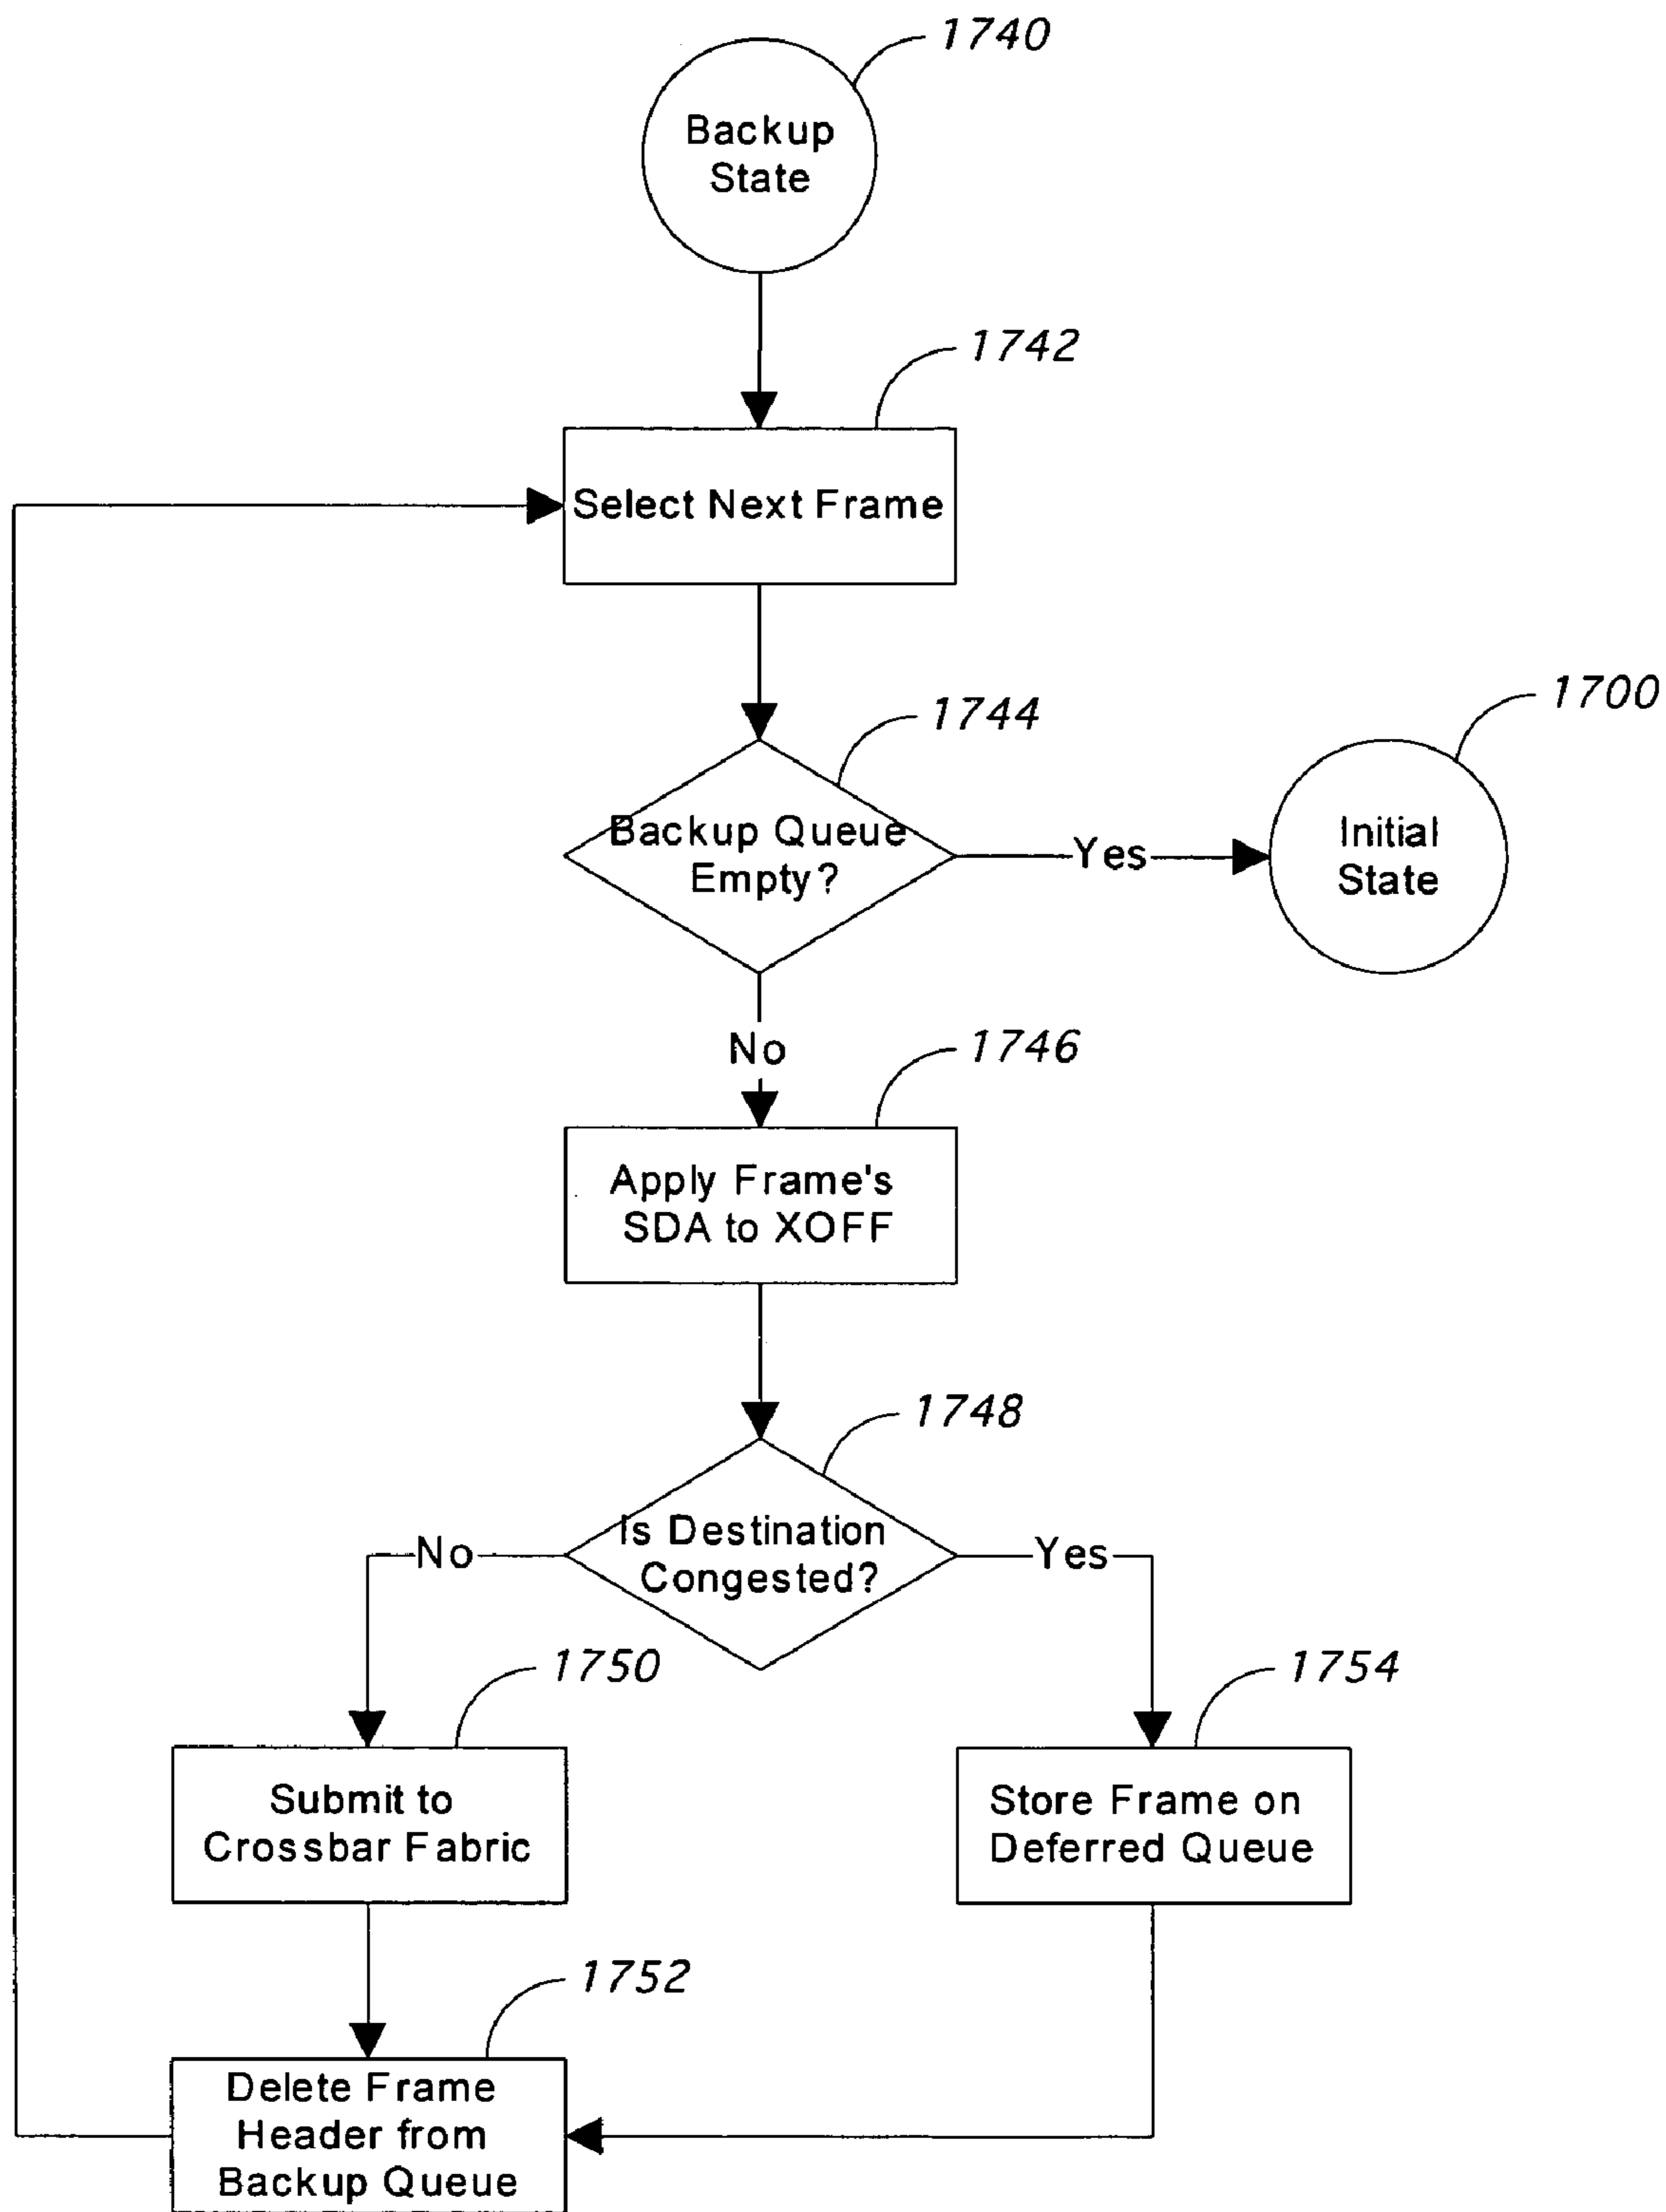 1740
Backup
State
1742
Select Next Frame
1744
1700
Backup Queue
Empty?
Yes
Initial
State
No
1746
Apply Frame's
SDA to XOFF
1748
Is Destination
Congested?
No
Yes
1750
1754
Submit to
Crossbar Fabric
Store Frame on
Deferred Queue
1752
Delete Frame
Header from
Backup Queue